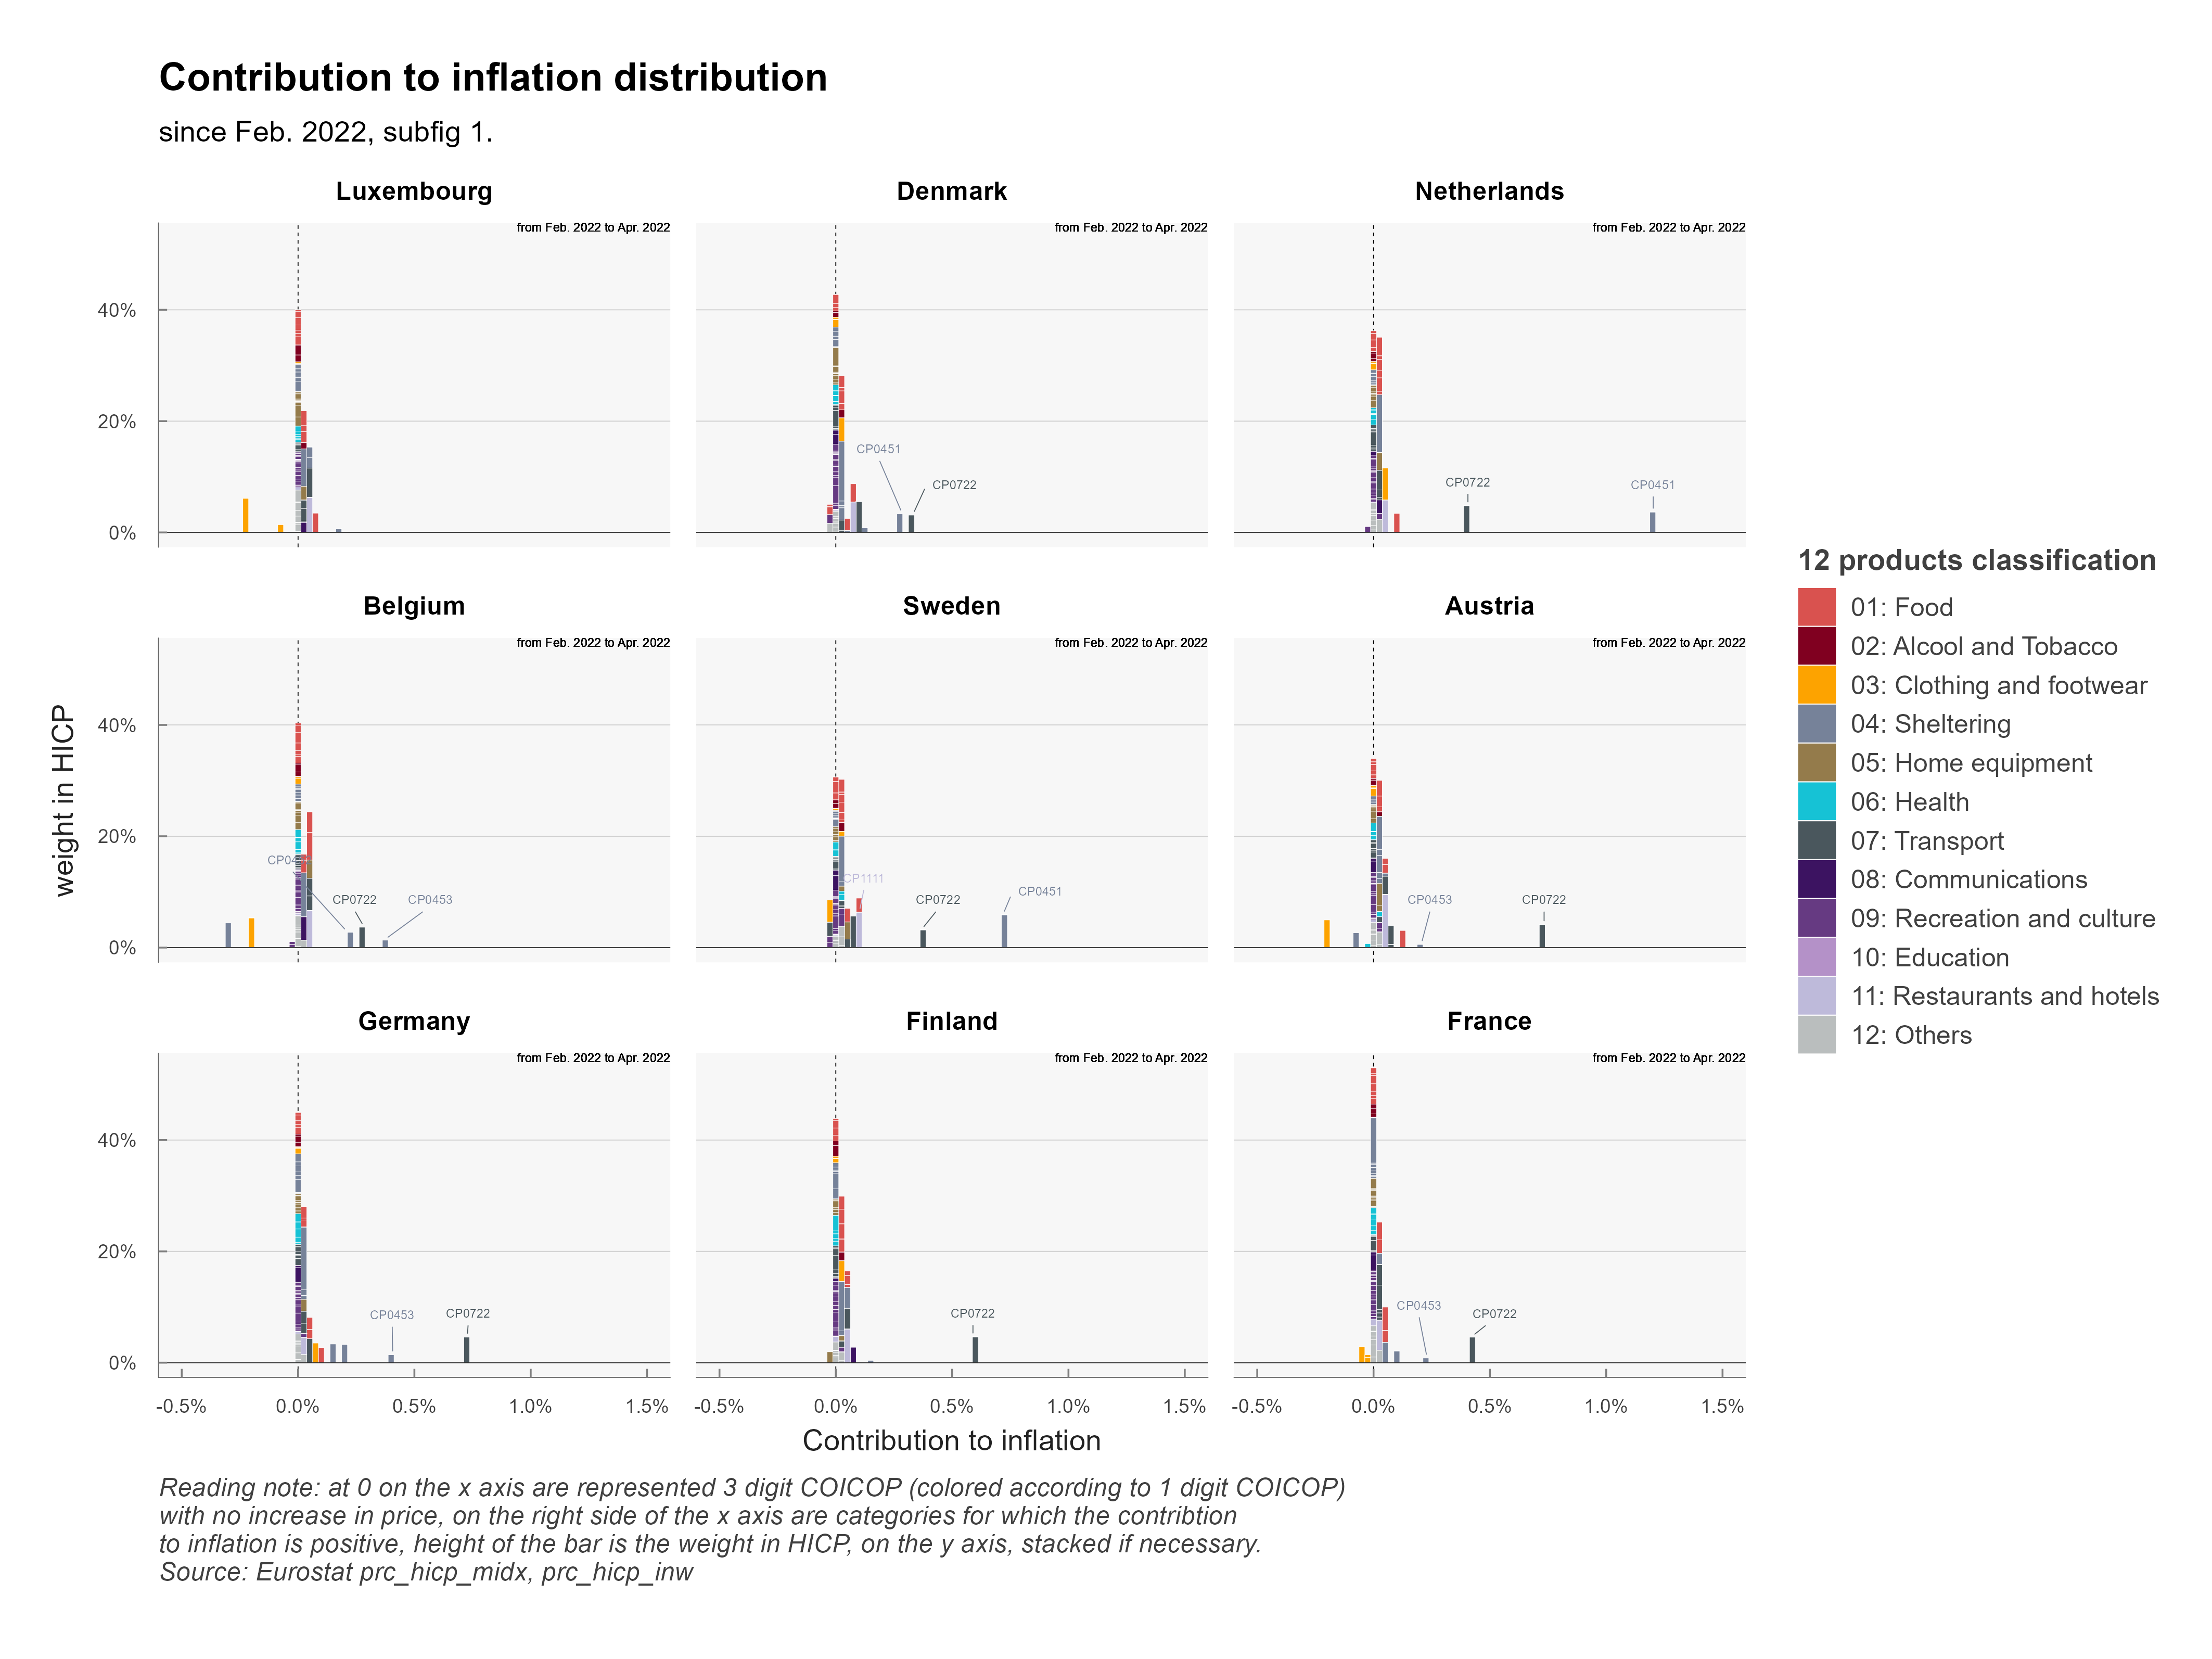 Contribution to inflation distribution
since Feb. 2022, subfig 1.
Luxembourg
Denmark
Netherlands
from Feb. 2022 to Apr. 2022
from Feb. 2022 to Apr. 2022
from Feb. 2022 to Apr. 2022
40%
20%
0%
CP0451
CP0722
CP0722
CP0451
Belgium
Sweden
Austria
from Feb. 2022 to Apr. 2022
from Feb. 2022 to Apr. 2022
from Feb. 2022 to Apr. 2022
40%
20%
0%
CP0722
CP0453
CP1111
CP0722
CP0451
CP0453
CP0722
Germany
Finland
France
from Feb. 2022 to Apr. 2022
from Feb. 2022 to Apr. 2022
from Feb. 2022 to Apr. 2022
40%
20%
0%
CP0453
CP0722
CP0722
CP0453
CP0722
-0.5% 0.0% 0.5% 1.0% 1.5%
-0.5% 0.0% 0.5% 1.0% 1.5%
-0.5% 0.0% 0.5% 1.0% 1.5%
weight in HICP
Contribution to inflation
12 products classification
01: Food
02: Alcool and Tobacco
03: Clothing and footwear
04: Sheltering
05: Home equipment
06: Health
07: Transport
08: Communications
09: Recreation and culture
10: Education
11: Restaurants and hotels
12: Others
Reading note: at 0 on the x axis are represented 3 digit COICOP (colored according to 1 digit COICOP)
with no increase in price, on the right side of the x axis are categories for which the contribtion
to inflation is positive, height of the bar is the weight in HICP, on the y axis, stacked if necessary.
Source: Eurostat prc_hicp_midx, prc_hicp_inw